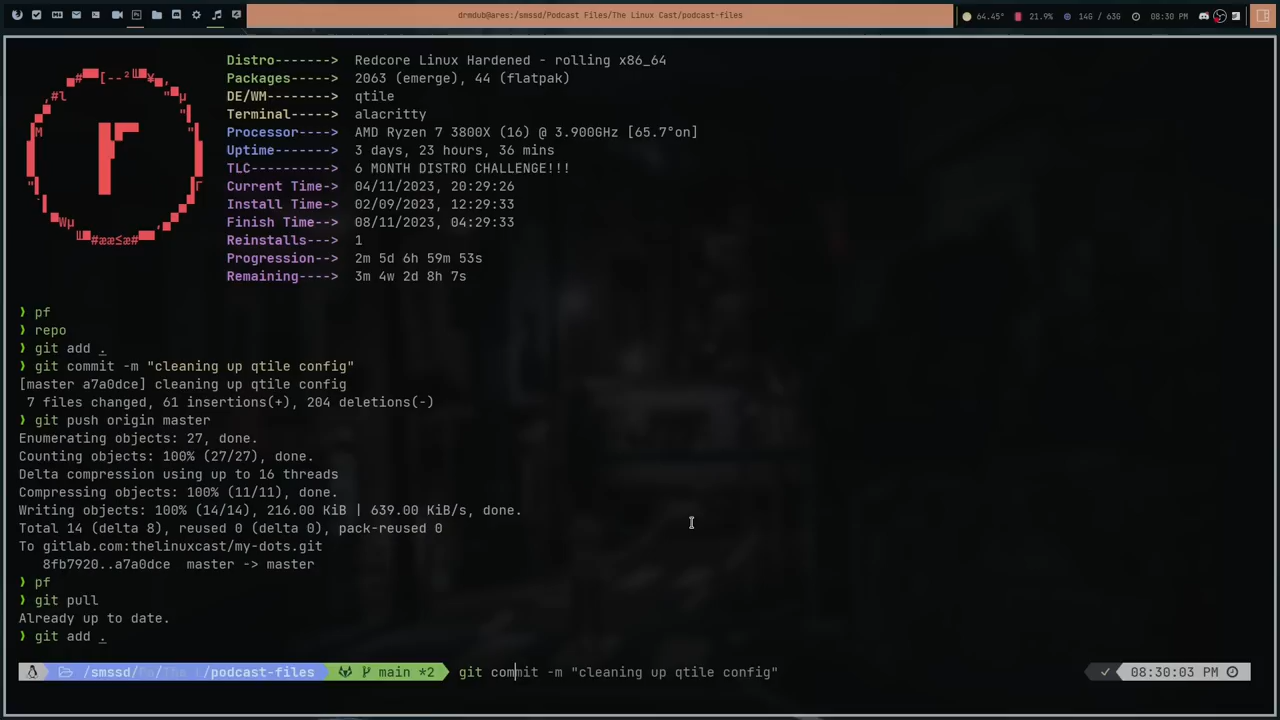 drmdub@ares:/smssd/Podcast Files/The Linux Cast/podcast-files
64.45° 21.9% 14G / 63G 08:30 PM
Distro-------> Redcore Linux Hardened - rolling x86_64
Packages-----> 2063 (emerge), 44 (flatpak)
DE/WM--------> qtile
Terminal-----> alacritty
Processor----> AMD Ryzen 7 3800X (16) @ 3.900GHz [65.7°on]
Uptime-------> 3 days, 23 hours, 36 mins
TLC----------> 6 MONTH DISTRO CHALLENGE!!!
Current Time-> 04/11/2023, 20:29:26
Install Time-> 02/09/2023, 12:29:33
Finish Time--> 08/11/2023, 04:29:33
Reinstalls---> 1
Progression--> 2m 5d 6h 59m 53s
Remaining----> 3m 4w 2d 8h 7s
❯ pf
❯ repo
❯ git add .
❯ git commit -m "cleaning up qtile config"
[master a7a0dce] cleaning up qtile config
7 files changed, 61 insertions(+), 204 deletions(-)
❯ git push origin master
Enumerating objects: 27, done.
Counting objects: 100% (27/27), done.
Delta compression using up to 16 threads
Compressing objects: 100% (11/11), done.
Writing objects: 100% (14/14), 216.00 KiB | 639.00 KiB/s, done.
Total 14 (delta 8), reused 0 (delta 0), pack-reused 0
To gitlab.com:thelinuxcast/my-dots.git
8fb7920..a7a0dce master -> master
❯ pf
❯ git pull
Already up to date.
❯ git add .
/smssd/Po/The L/podcast-files main *2 git commit -m "cleaning up qtile config" ✓ 08:30:03 PM